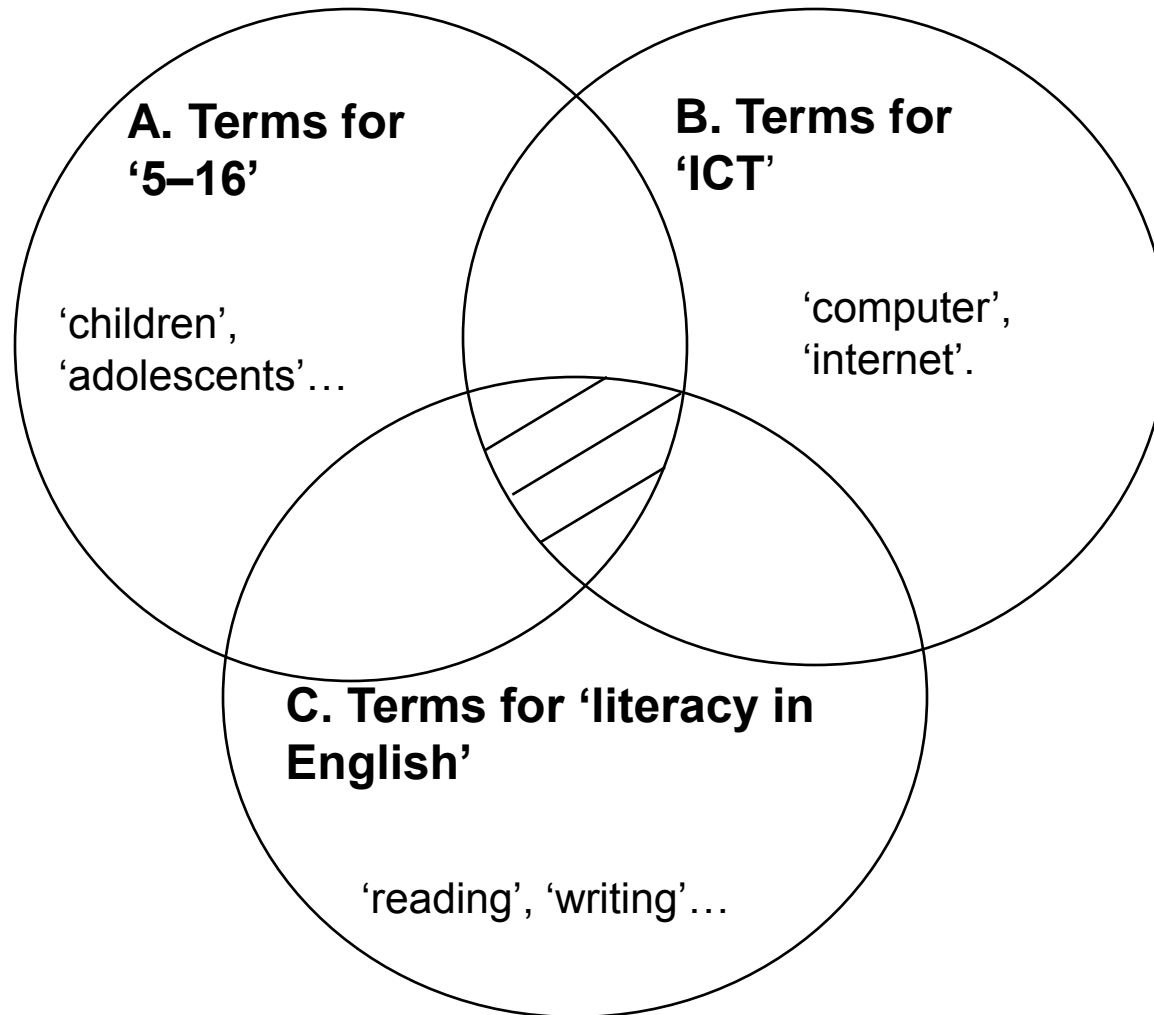 A. Terms for
‘5–16’
‘children’,
‘adolescents’…
B. Terms for
‘ICT’
‘computer’,
‘internet’.
C. Terms for ‘literacy in
English’
‘reading’, ‘writing’…